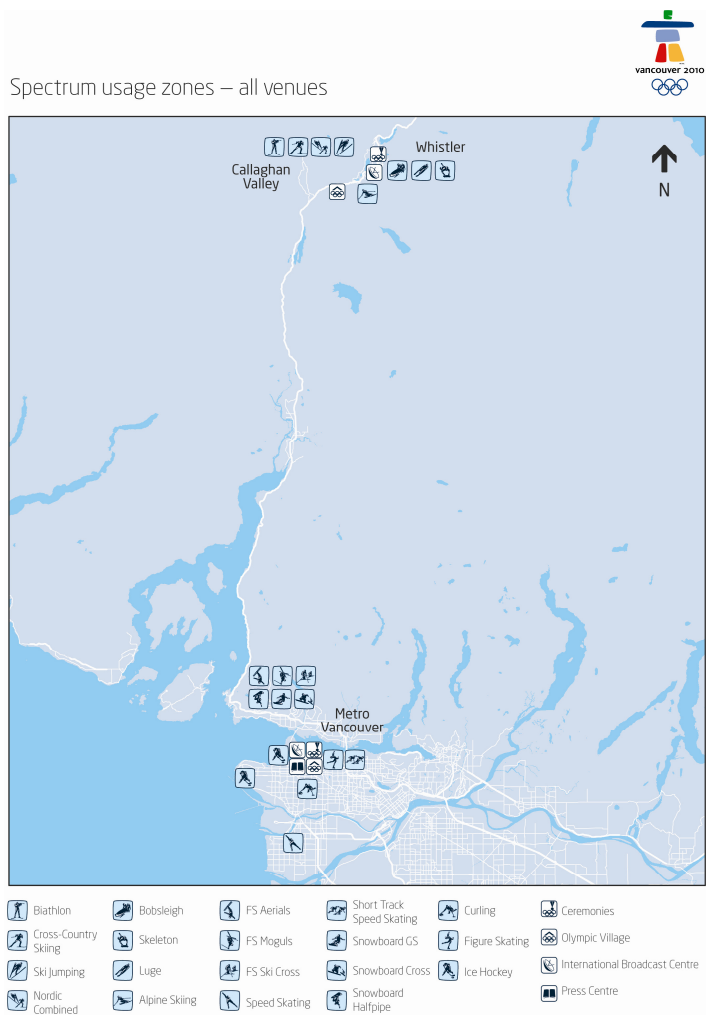 vancouver 2010
Spectrum usage zones – all venues
Whistler
Callaghan
Valley
N
Metro
Vancouver
Biathlon
Cross-Country
Skiing
Ski Jumping
Nordic
Combined
Bobsleigh
Skeleton
Luge
Alpine Skiing
FS Aerials
FS Moguls
FS Ski Cross
Speed Skating
Short Track
Speed Skating
Snowboard GS
Snowboard Cross
Snowboard
Halfpipe
Curling
Figure Skating
Ice Hockey
Ceremonies
Olympic Village
International Broadcast Centre
Press Centre